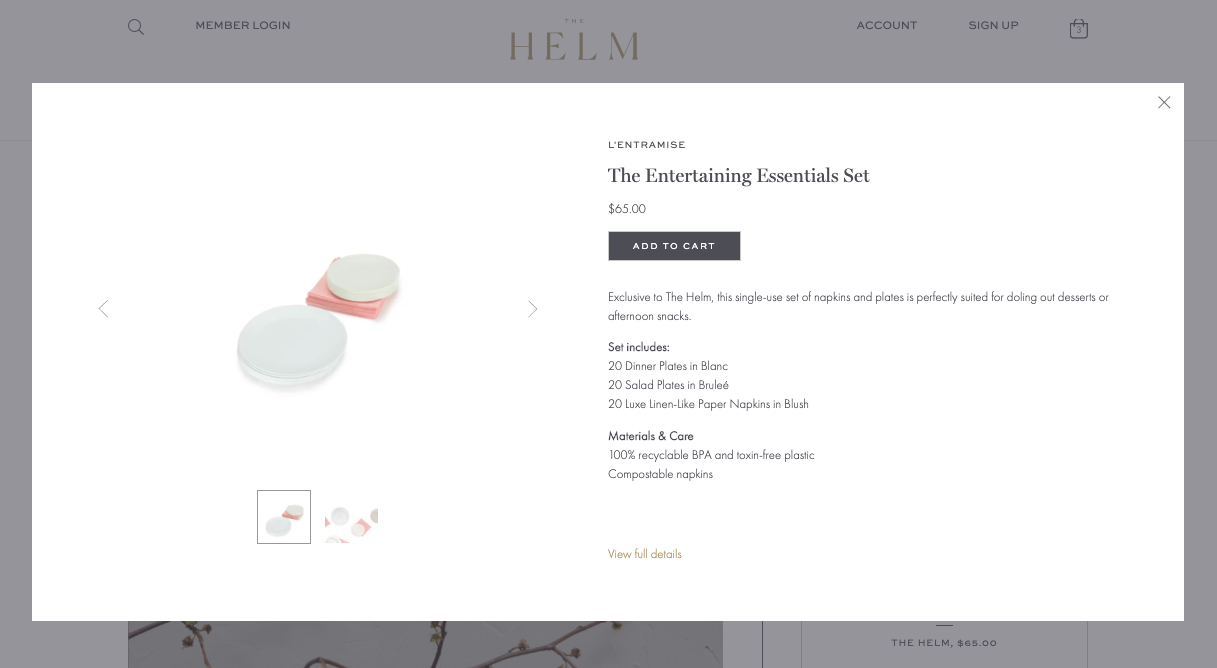 MEMBER LOGIN
THE
HELM
ACCOUNT
SIGN UP
3
L'ENTRAMISE
The Entertaining Essentials Set
$65.00
ADD TO CART
Exclusive to The Helm, this single-use set of napkins and plates is perfectly suited for doling out desserts or
afternoon snacks.
Set includes:
20 Dinner Plates in Blanc
20 Salad Plates in Bruleé
20 Luxe Linen-Like Paper Napkins in Blush
Materials & Care
100% recyclable BPA and toxin-free plastic
Compostable napkins
View full details
THE HELM, $65.00